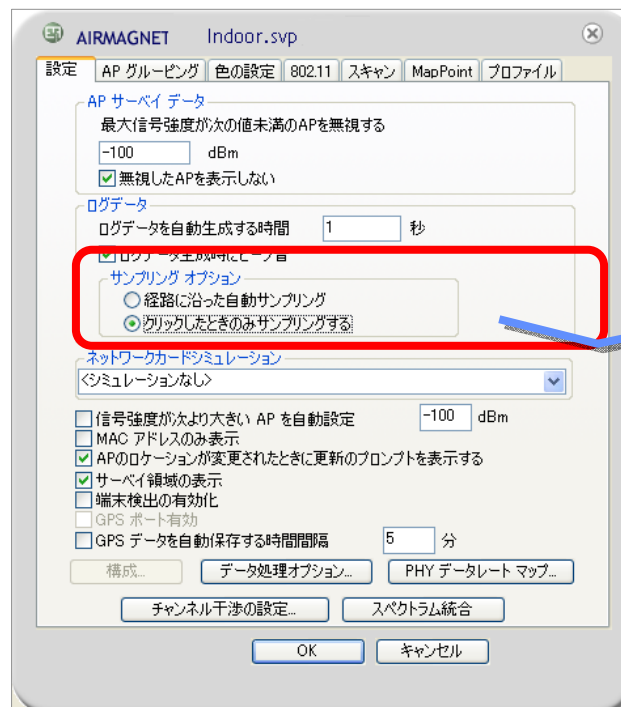 AIRMAGNET Indoor.svp
設定 AP グルーピング 色の設定 802.11 スキャン MapPoint プロファイル
AP サーベイ データ
最大信号強度が次の値未満のAPを無視する
-100 dBm
無視したAPを表示しない
ログデータ
ログデータを自動生成する時間 1 秒
ログデータ生成時にビープ音
サンプリング オプション
経路に沿った自動サンプリング
クリックしたときのみサンプリングする
ネットワークカードシミュレーション
<シミュレーションなし>
信号強度が次より大きい AP を自動設定 -100 dBm
MAC アドレスのみ表示
APのロケーションが変更されたときに更新のプロンプトを表示する
サーベイ領域の表示
端末検出の有効化
GPS ポート有効
GPS データを自動保存する時間間隔 5 分
構成... データ処理オプション... PHY データレート マップ...
チャンネル干渉の設定... スペクトラム統合
OK キャンセル